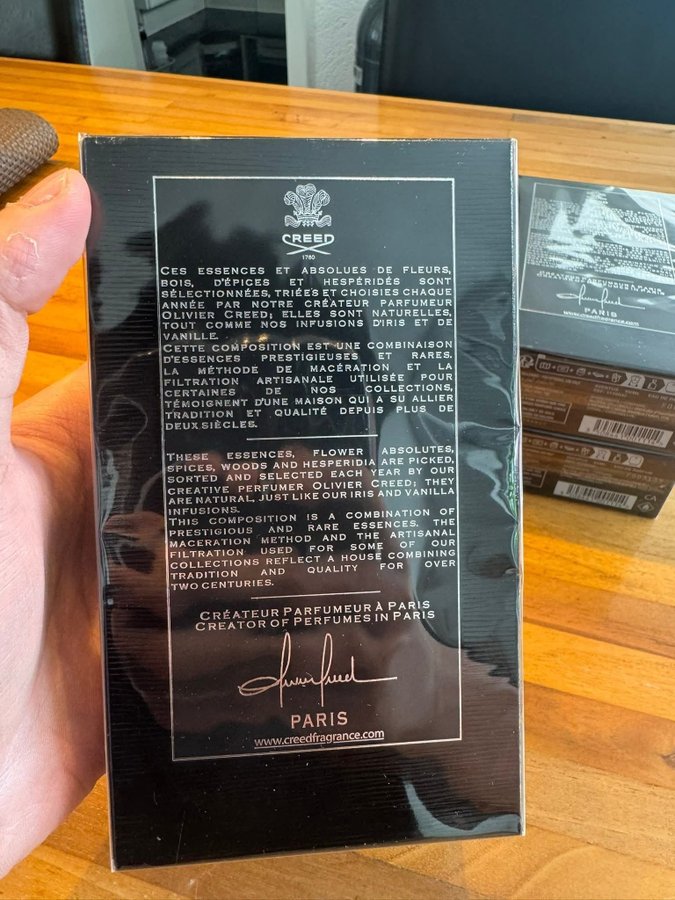 CREED
1760
CES ESSENCES ET ABSOLUES DE FLEURS,
BOIS, D'ÉPICES ET HESPÉRIDÉS SONT
SÉLECTIONNÉES, TRIÉES ET CHOISIES CHAQUE
ANNÉE PAR NOTRE CRÉATEUR PARFUMEUR
OLIVIER CREED; ELLES SONT NATURELLES,
TOUT COMME NOS INFUSIONS D'IRIS ET DE
VANILLE.
CETTE COMPOSITION EST UNE COMBINAISON
D'ESSENCES PRESTIGIEUSES ET RARES.
LA MÉTHODE DE MACÉRATION ET LA
FILTRATION ARTISANALE UTILISÉE POUR
CERTAINES DE NOS COLLECTIONS,
TÉMOIGNENT D'UNE MAISON QUI A SU ALLIER
TRADITION ET QUALITÉ DEPUIS PLUS DE
DEUX SIÈCLES.
THESE ESSENCES, FLOWER ABSOLUTES,
SPICES, WOODS AND HESPERIDIA ARE PICKED,
SORTED AND SELECTED EACH YEAR BY OUR
CREATIVE PERFUMER OLIVIER CREED; THEY
ARE NATURAL, JUST LIKE OUR IRIS AND VANILLA
INFUSIONS.
THIS COMPOSITION IS A COMBINATION OF
PRESTIGIOUS AND RARE ESSENCES. THE
MACERATION METHOD AND THE ARTISANAL
FILTRATION USED FOR SOME OF OUR
COLLECTIONS REFLECT A HOUSE COMBINING
TRADITION AND QUALITY FOR OVER
TWO CENTURIES.
CRÉATEUR PARFUMEUR À PARIS
CREATOR OF PERFUMES IN PARIS
PARIS
www.creedfragrance.com
PARIS